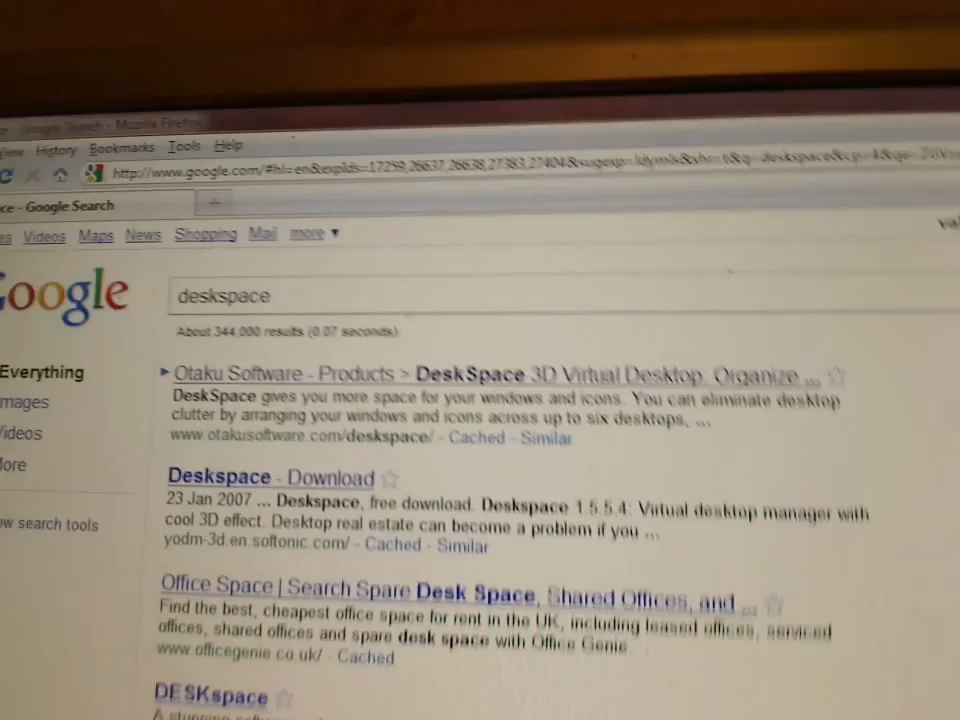 Google Search - Mozilla Firefox
View History Bookmarks Tools Help
http://www.google.com/#hl=en&expIds=17259,26637,26638,27383,27404&sugexp=
ce - Google Search
es Videos Maps News Shopping Mail more ▼
Google
deskspace
About 344,000 results (0.07 seconds)
Everything
Images
Videos
More
ow search tools
Otaku Software - Products > DeskSpace 3D Virtual Desktop, Organize ...
DeskSpace gives you more space for your windows and icons. You can eliminate desktop
clutter by arranging your windows and icons across up to six desktops, ...
www.otakusoftware.com/deskspace/ - Cached - Similar
Deskspace - Download
23 Jan 2007 ... Deskspace, free download. Deskspace 1.5.5.4: Virtual desktop manager with
cool 3D effect. Desktop real estate can become a problem if you ...
yodm-3d.en.softonic.com/ - Cached - Similar
Office Space | Search Spare Desk Space, Shared Offices, and ...
Find the best, cheapest office space for rent in the UK, including leased offices, serviced
offices, shared offices and spare desk space with Office Genie.
www.officegenie.co.uk/ - Cached
DESKspace
A stunning